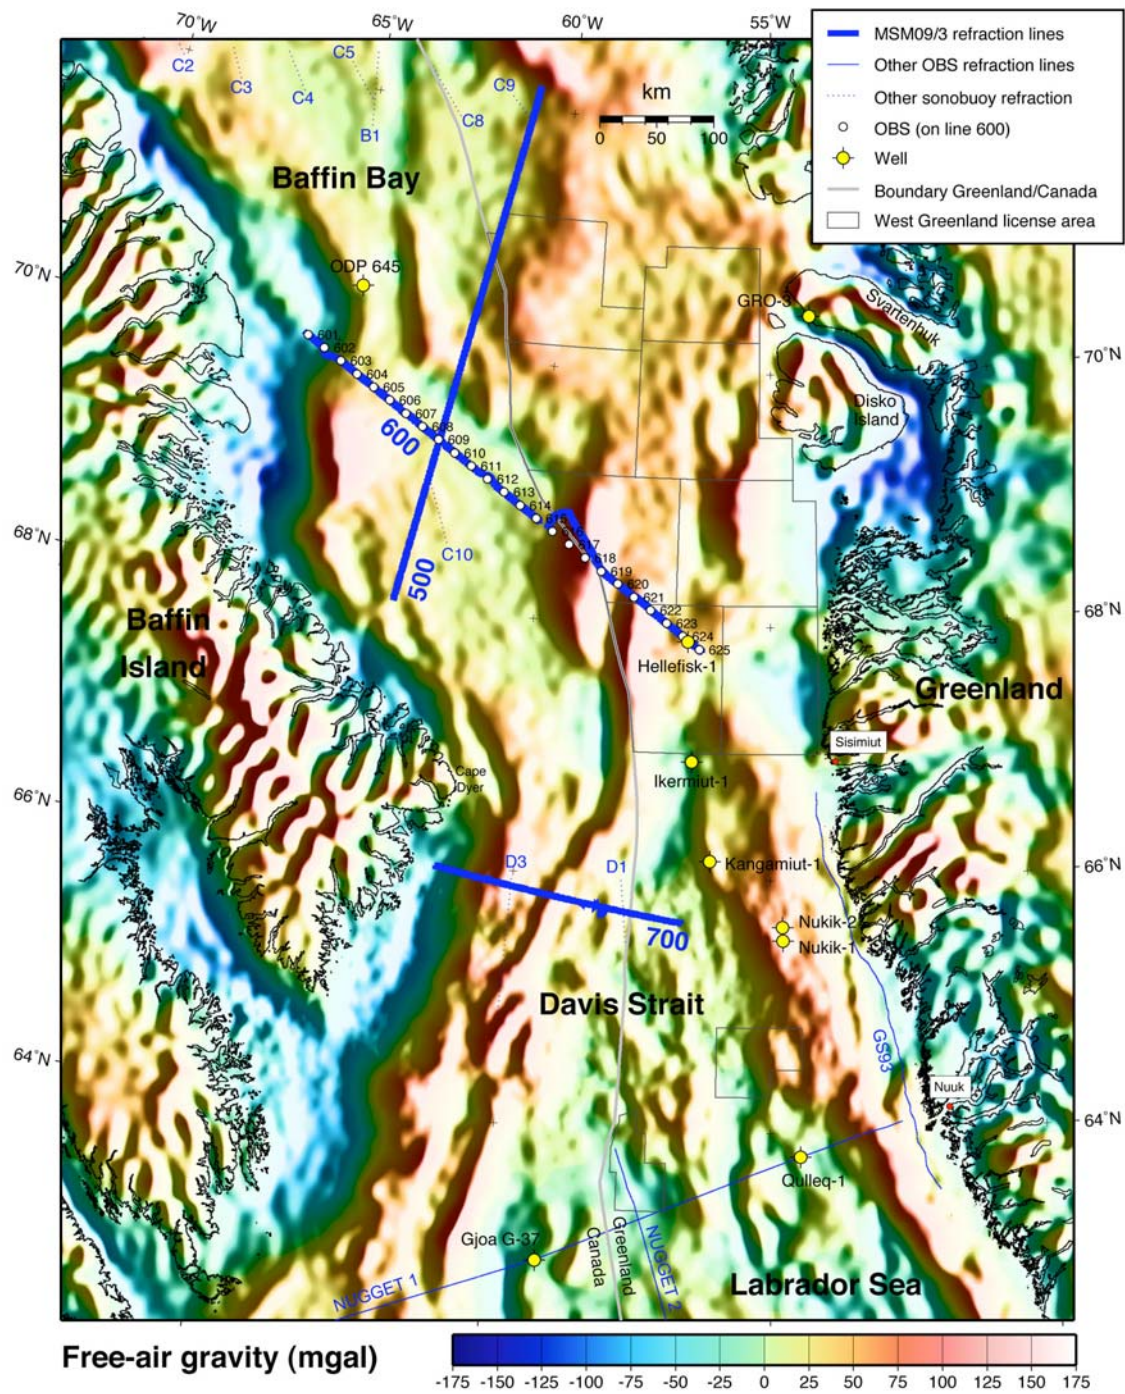 70°W 65°W 60°W 55°W
MSM09/3 refraction lines
Other OBS refraction lines
Other sonobuoy refraction
OBS (on line 600)
Well
Boundary Greenland/Canada
West Greenland license area
C2
C3
C4
C5
B1
C8
C9
km
0 50 100
Baffin Bay
70°N
ODP 645
GRO-3
Svartenhuk
70°N
Disko
island
601
602
603
604
605
606
607
608
609
610
611
612
613
614
617
618
619
620
621
622
623
624
625
600
500
C10
68°N
68°N
Hellefisk-1
Baffin
Island
Greenland
Sisimiut
Ikermiut-1
Cape
Dyer
66°N
66°N
D3
D1
Kangamiut-1
700
Nukik-2
Nukik-1
Davis Strait
GS93
64°N
64°N
Nuuk
Qulleq-1
Gjoa G-37
Canada
Greenland
NUGGET 1
NUGGET 2
Labrador Sea
Free-air gravity (mgal)
-175 -150 -125 -100 -75 -50 -25 0 25 50 75 100 125 150 175